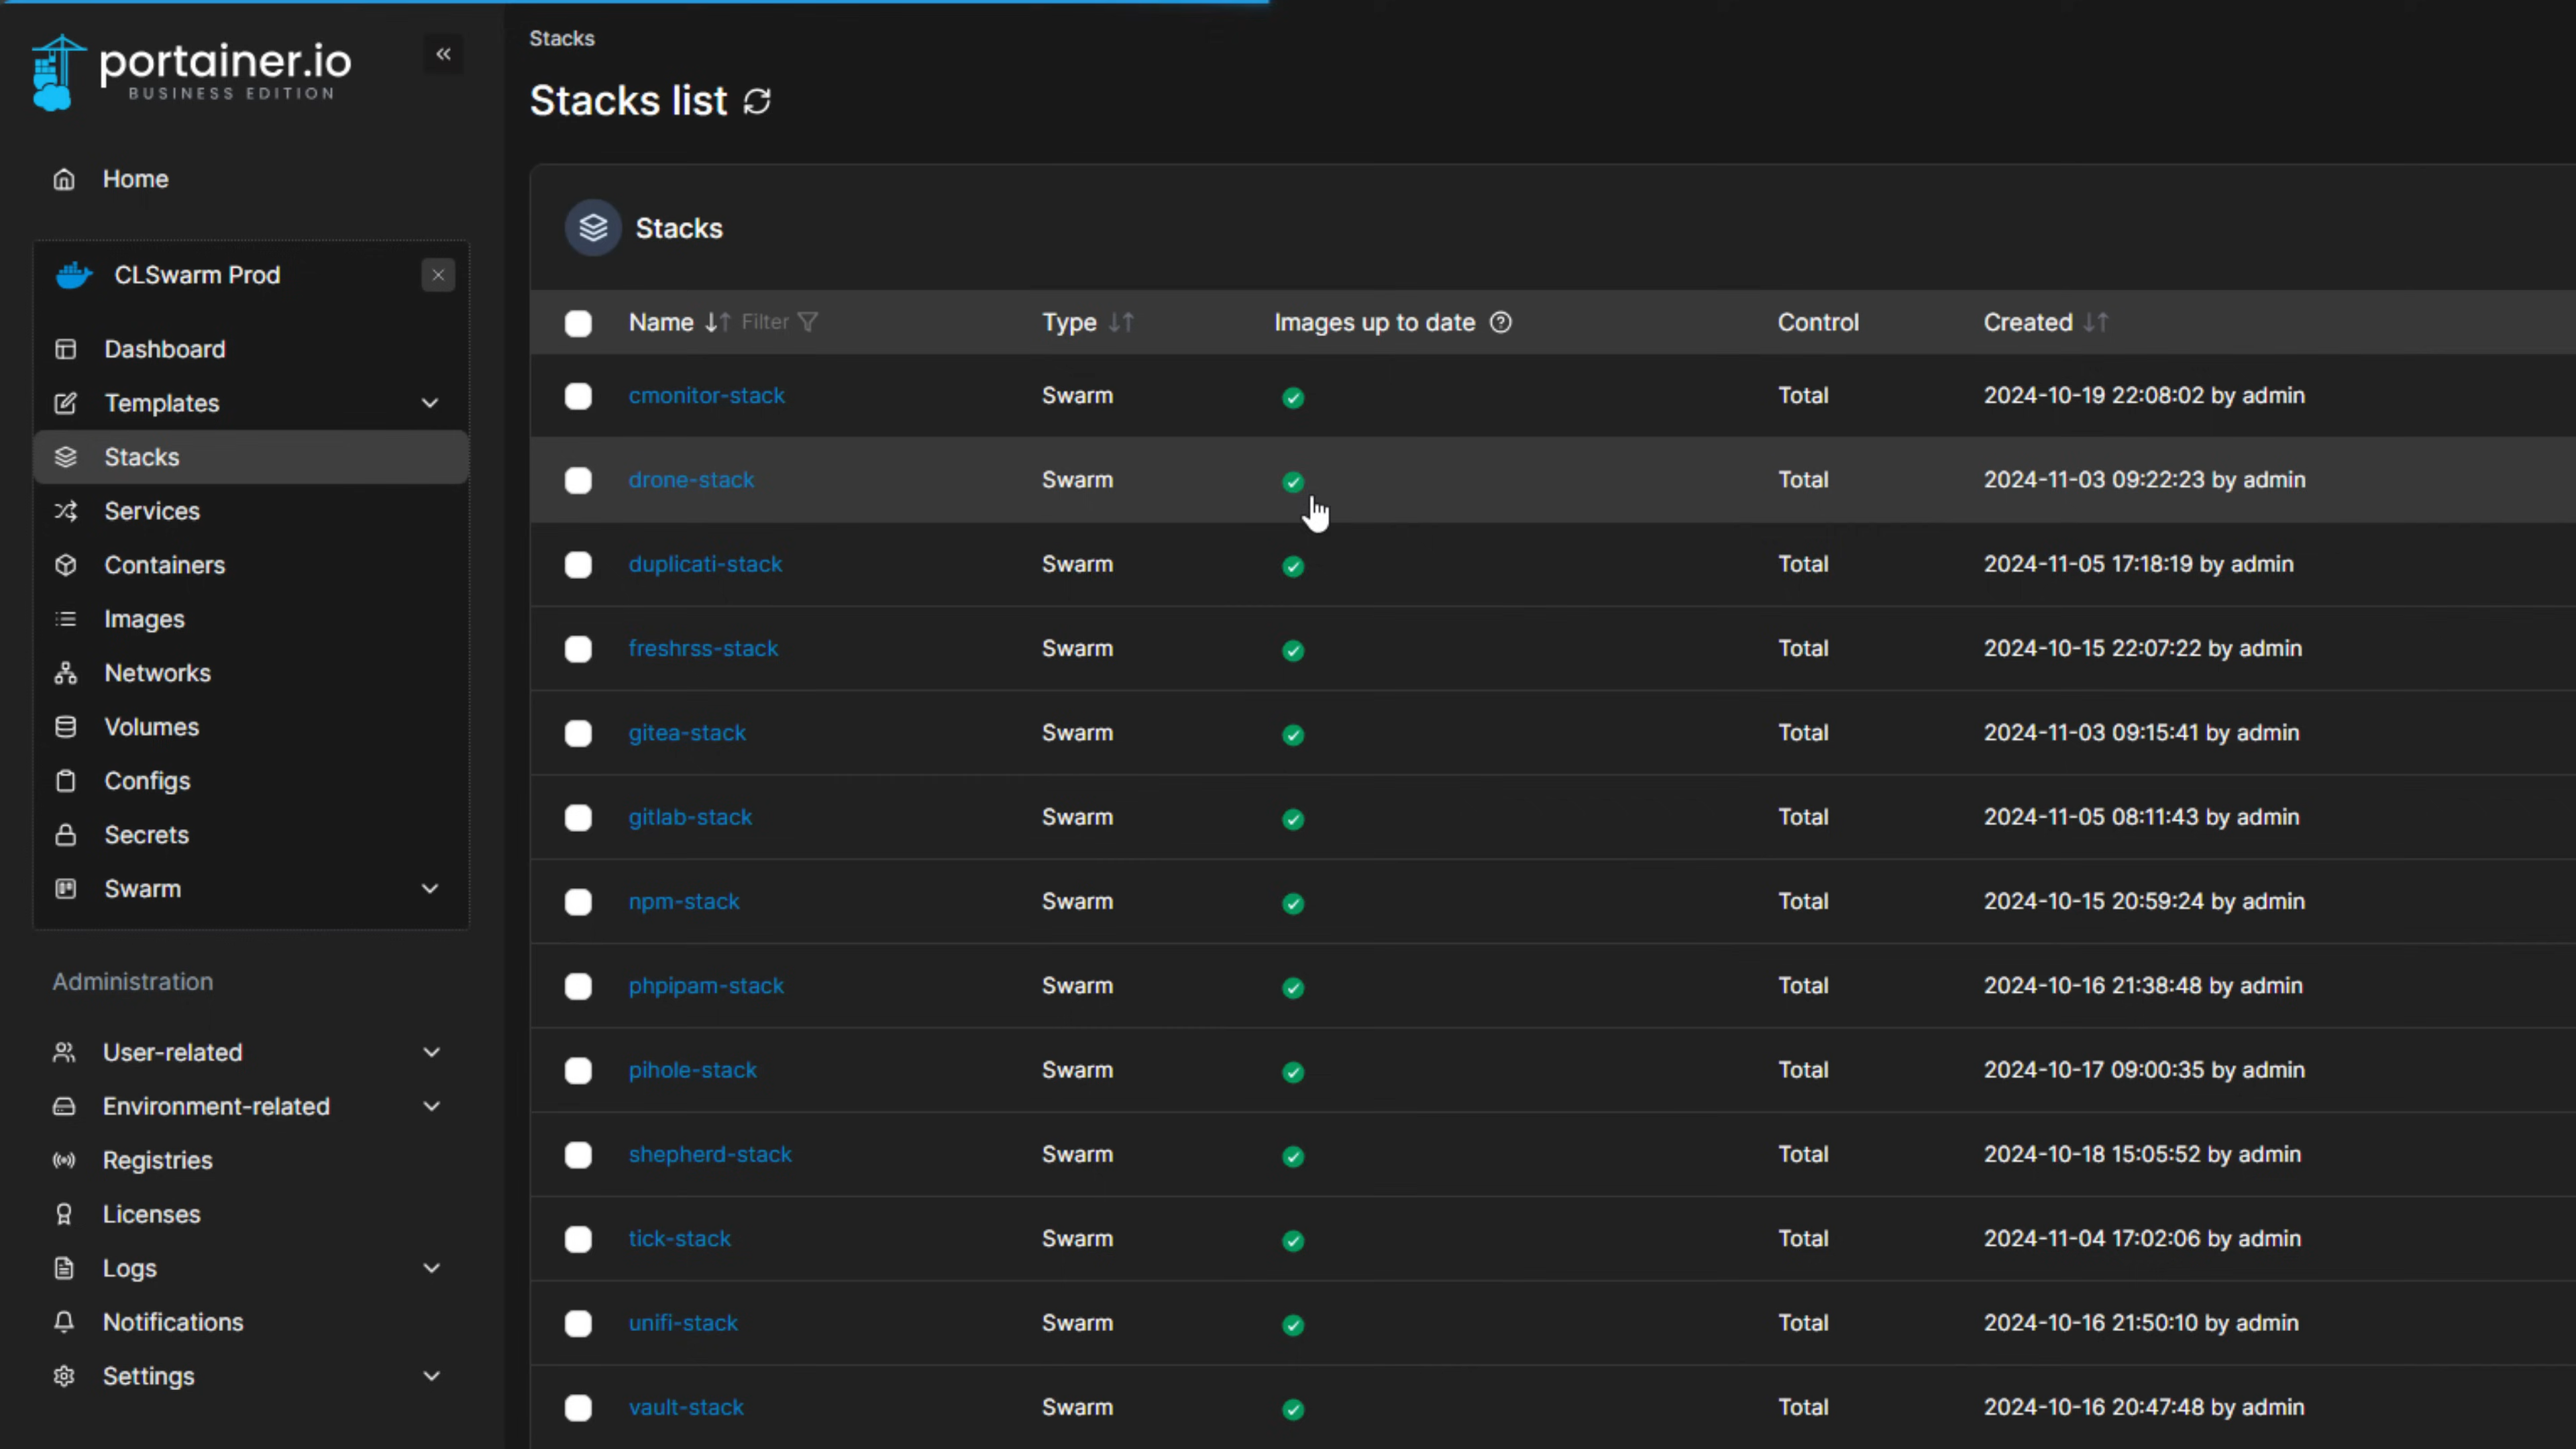 portainer.io
BUSINESS EDITION
Home
CLSwarm Prod
Dashboard
Templates
Stacks
Services
Containers
Images
Networks
Volumes
Configs
Secrets
Swarm
Administration
User-related
Environment-related
Registries
Licenses
Logs
Notifications
Settings
Stacks
Stacks list
Stacks
Name Filter Type Images up to date Control Created
cmonitor-stack Swarm Total 2024-10-19 22:08:02 by admin
drone-stack Swarm Total 2024-11-03 09:22:23 by admin
duplicati-stack Swarm Total 2024-11-05 17:18:19 by admin
freshrss-stack Swarm Total 2024-10-15 22:07:22 by admin
gitea-stack Swarm Total 2024-11-03 09:15:41 by admin
gitlab-stack Swarm Total 2024-11-05 08:11:43 by admin
npm-stack Swarm Total 2024-10-15 20:59:24 by admin
phpipam-stack Swarm Total 2024-10-16 21:38:48 by admin
pihole-stack Swarm Total 2024-10-17 09:00:35 by admin
shepherd-stack Swarm Total 2024-10-18 15:05:52 by admin
tick-stack Swarm Total 2024-11-04 17:02:06 by admin
unifi-stack Swarm Total 2024-10-16 21:50:10 by admin
vault-stack Swarm Total 2024-10-16 20:47:48 by admin